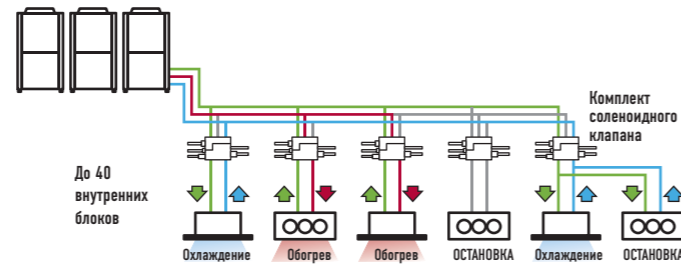 Комплект
соленоидного
клапана
До 40
внутренних
блоков
Охлаждение
Обогрев
Обогрев
ОСТАНОВКА
Охлаждение
ОСТАНОВКА